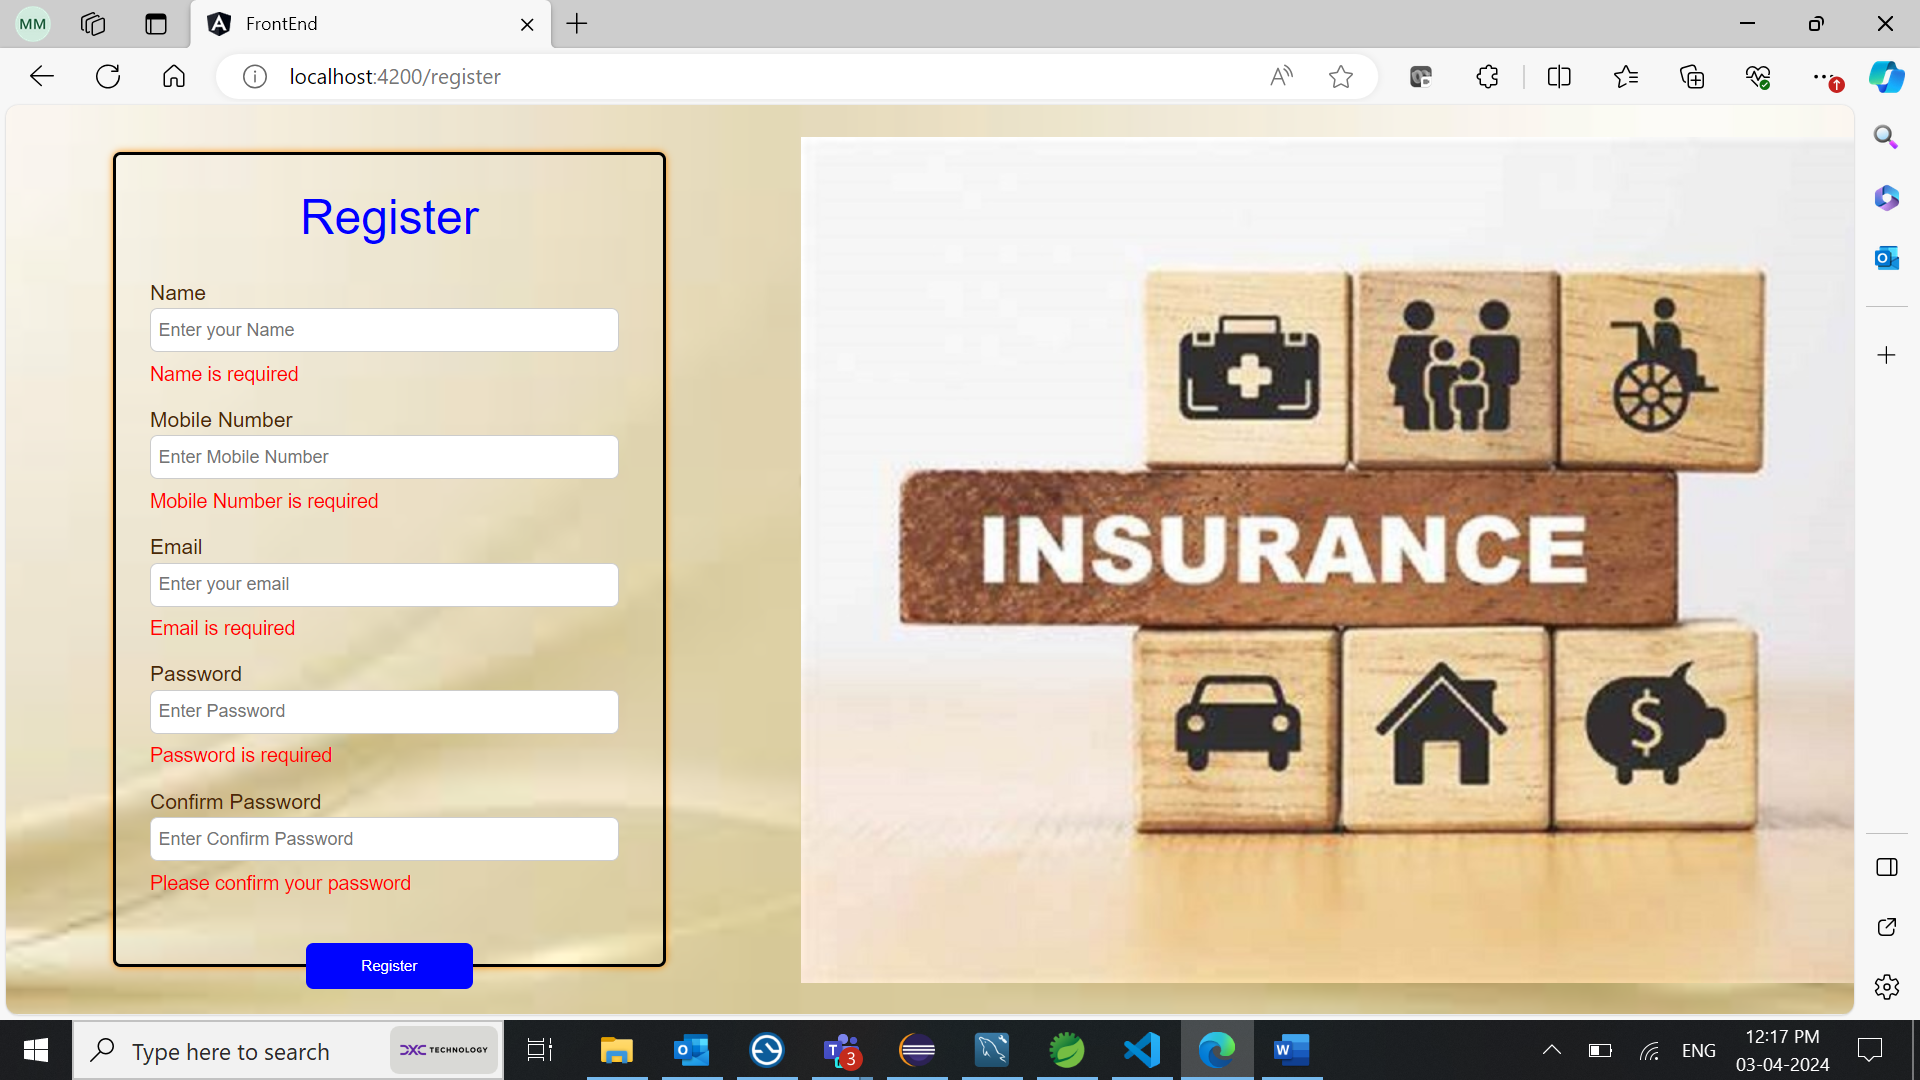 MM
FrontEnd
localhost:4200/register
Register
Name
Enter your Name
Name is required
Mobile Number
Enter Mobile Number
Mobile Number is required
Email
Enter your email
Email is required
Password
Enter Password
Password is required
Confirm Password
Enter Confirm Password
Please confirm your password
Register
INSURANCE
$
Type here to search
DXC TECHNOLOGY
3
ENG
12:17 PM
03-04-2024